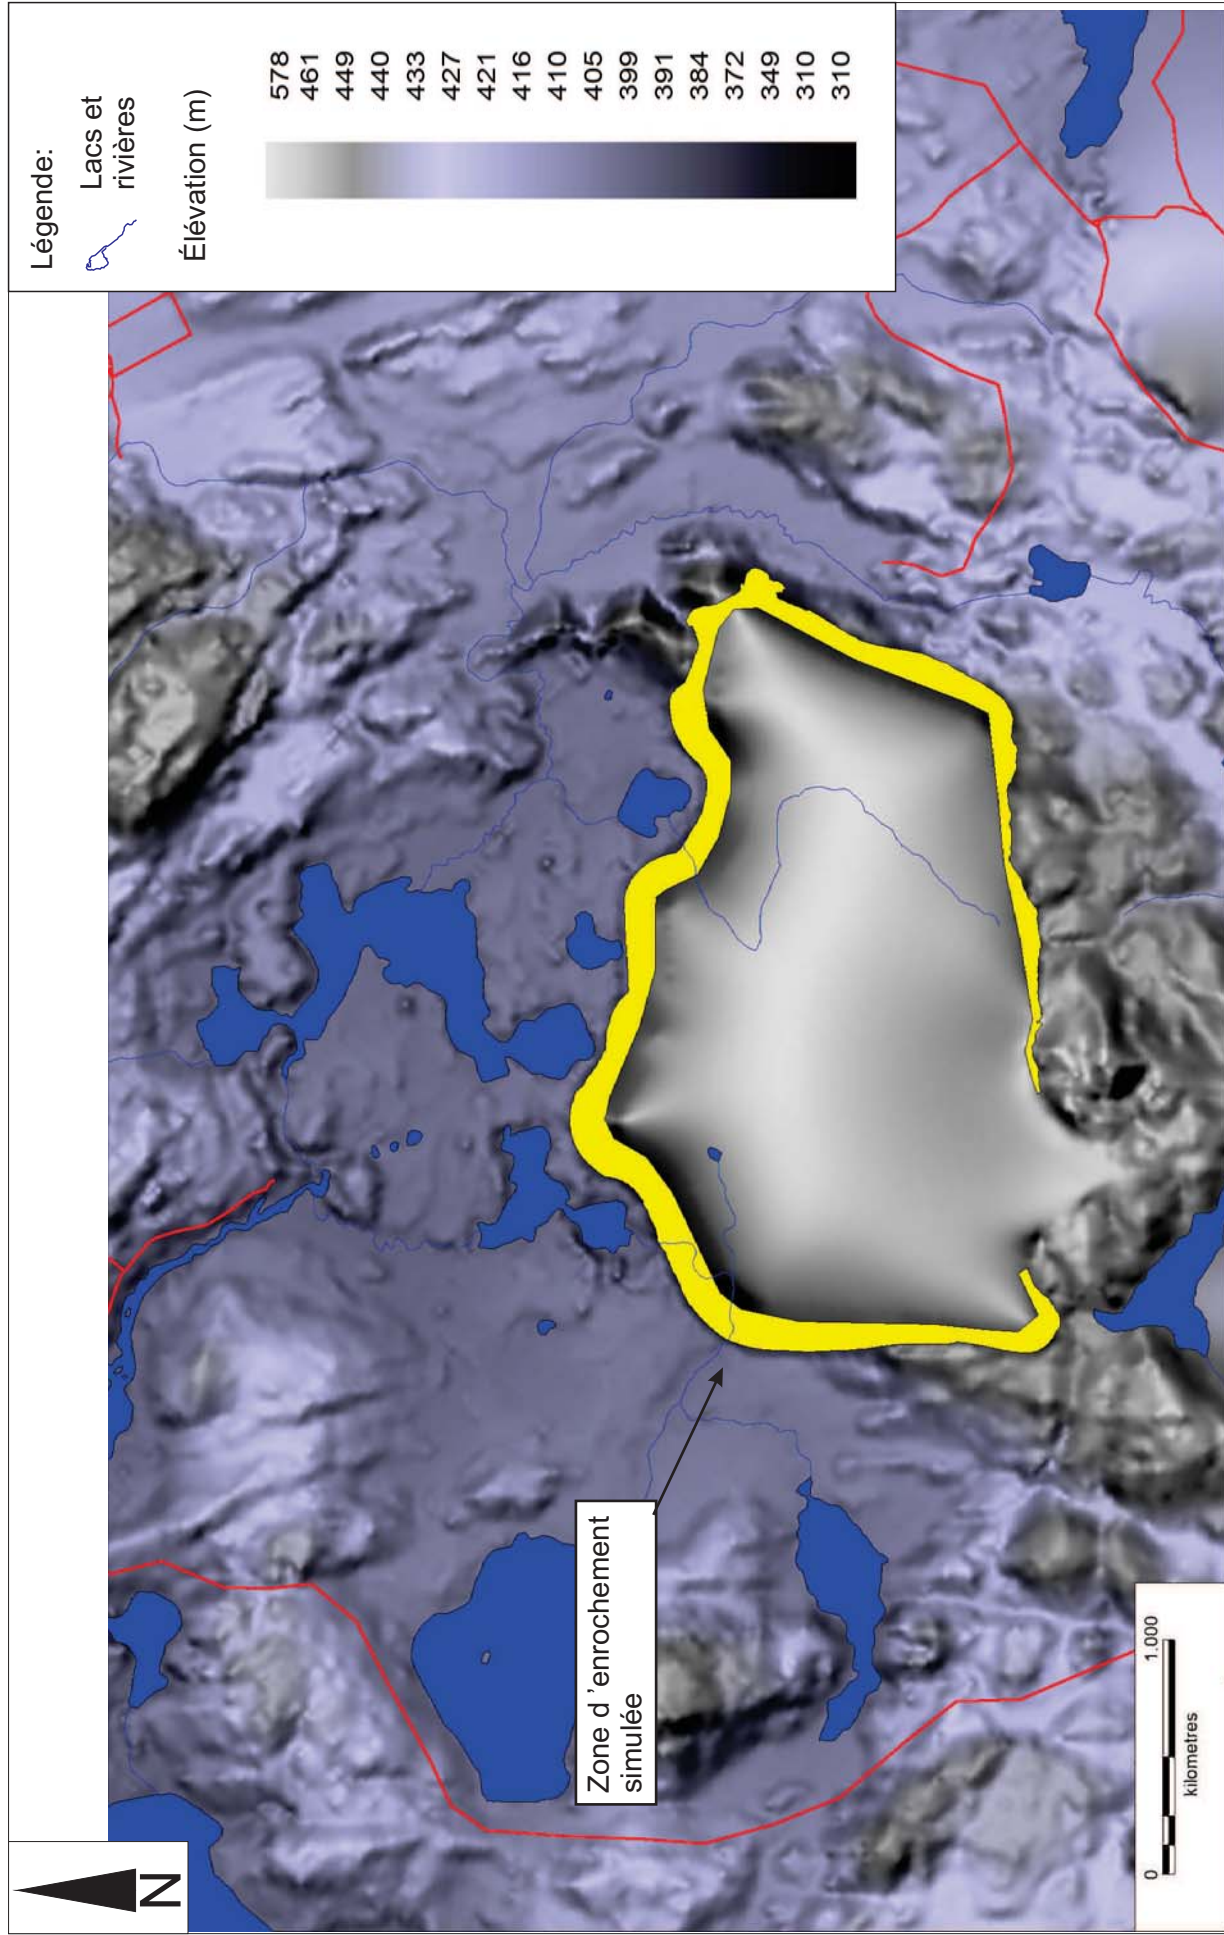 Légende:
Lacs et
rivières
Élévation (m)
578
461
449
440
433
427
421
416
410
405
399
391
384
372
349
310
310
Zone d 'enrochement
simulée
N
0
1.000
kilometres